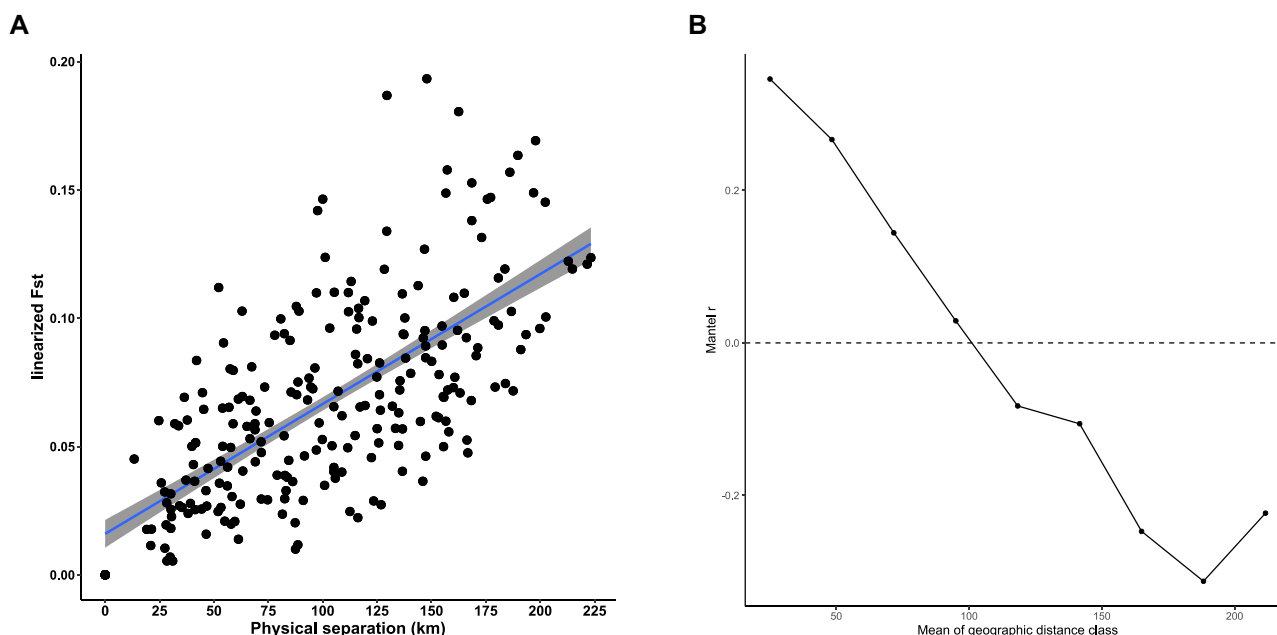 A
0.20
0.15
0.10
0.05
0.00
linearized Fst
0 25 50 75 100 125 150 175 200 225
Physical separation (km)
B
0.2
0.0
-0.2
Mantel r
50 100 150 200
Mean of geographic distance class